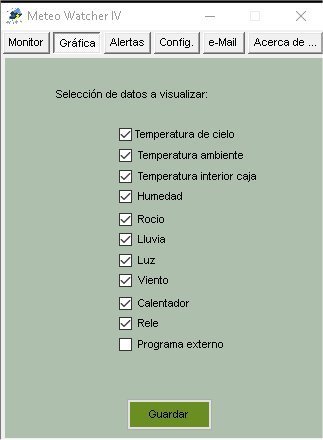 Meteo Watcher IV
Monitor Gráfica Alertas Config. e-Mail Acerca de ...
Selección de datos a visualizar:
Temperatura de cielo
Temperatura ambiente
Temperatura interior caja
Humedad
Rocio
Lluvia
Luz
Viento
Calentador
Rele
Programa externo
Guardar